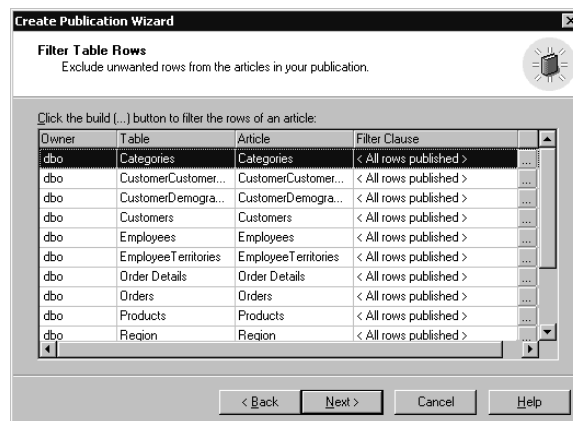 Create Publication Wizard
Filter Table Rows
Exclude unwanted rows from the articles in your publication.
Click the build (...) button to filter the rows of an article:
Owner Table Article Filter Clause
dbo Categories Categories < All rows published > ...
dbo CustomerCustomer... CustomerCustomer... < All rows published > ...
dbo CustomerDemogra... CustomerDemogra... < All rows published > ...
dbo Customers Customers < All rows published > ...
dbo Employees Employees < All rows published > ...
dbo EmployeeTerritories EmployeeTerritories < All rows published > ...
dbo Order Details Order Details < All rows published > ...
dbo Orders Orders < All rows published > ...
dbo Products Products < All rows published > ...
dbo Region Region < All rows published > ...
< Back Next > Cancel Help